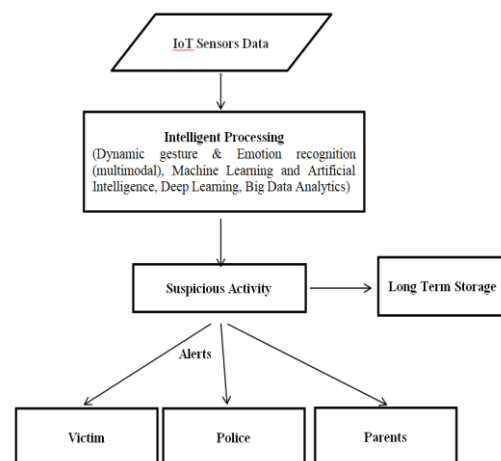 IoT Sensors Data
Intelligent Processing
(Dynamic gesture & Emotion recognition
(multimodal), Machine Learning and Artificial
Intelligence, Deep Learning, Big Data Analytics)
Suspicious Activity
Long Term Storage
Alerts
Victim
Police
Parents